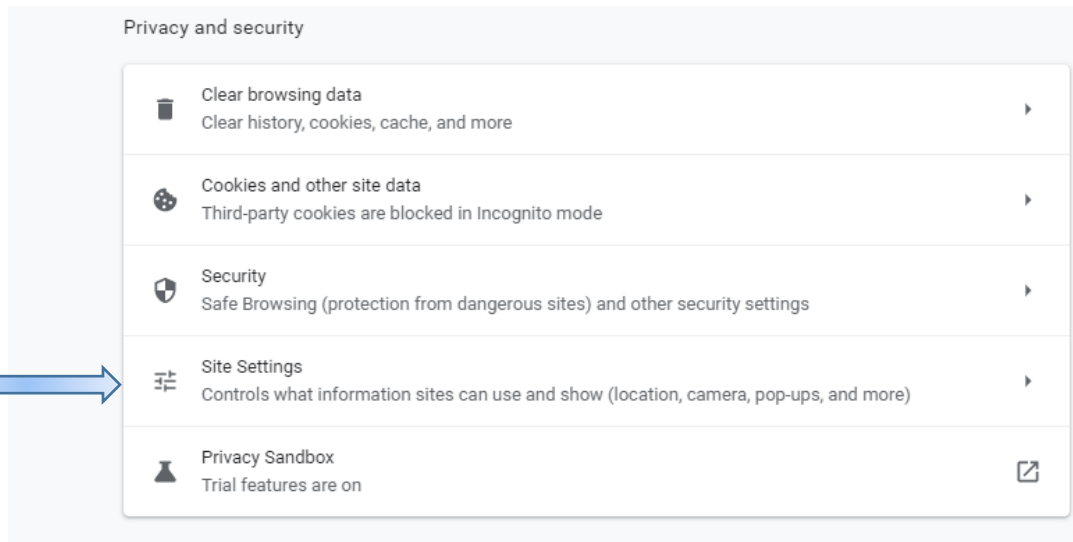 Privacy and security
Clear browsing data
Clear history, cookies, cache, and more
Cookies and other site data
Third-party cookies are blocked in Incognito mode
Security
Safe Browsing (protection from dangerous sites) and other security settings
Site Settings
Controls what information sites can use and show (location, camera, pop-ups, and more)
Privacy Sandbox
Trial features are on